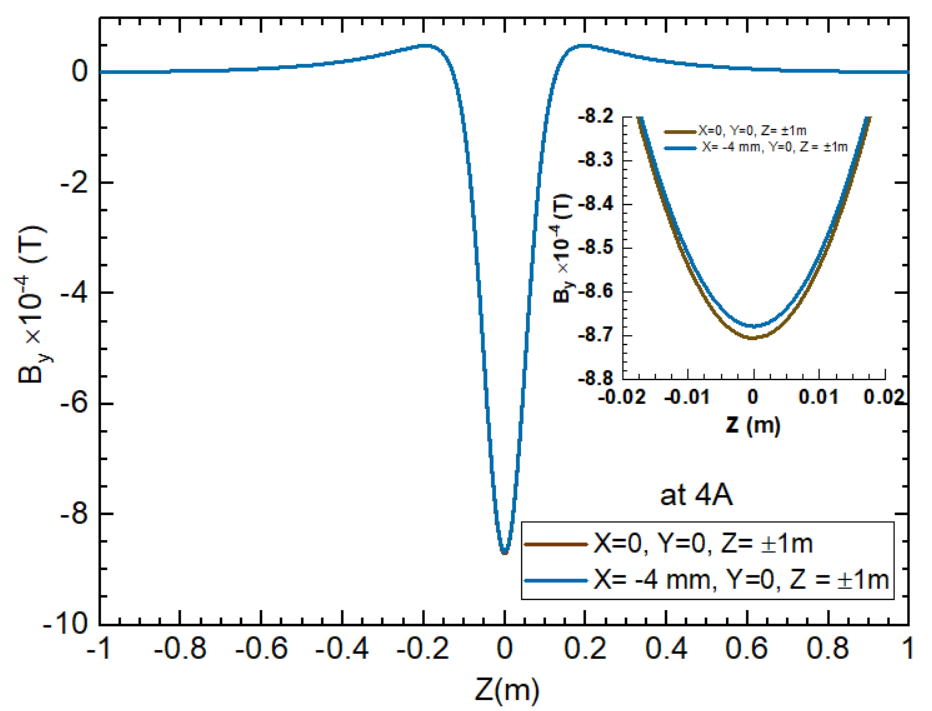 0
-2
-4
-6
-8
-10
B_y ×10^-4 (T)
-1 -0.8 -0.6 -0.4 -0.2 0 0.2 0.4 0.6 0.8 1
Z(m)
-8.2
-8.3
-8.4
-8.5
-8.6
-8.7
-8.8
B_y ×10^-4 (T)
X=0, Y=0, Z= ±1m
X= -4 mm, Y=0, Z = ±1m
-0.02 -0.01 0 0.01 0.02
Z (m)
at 4A
X=0, Y=0, Z= ±1m
X= -4 mm, Y=0, Z = ±1m